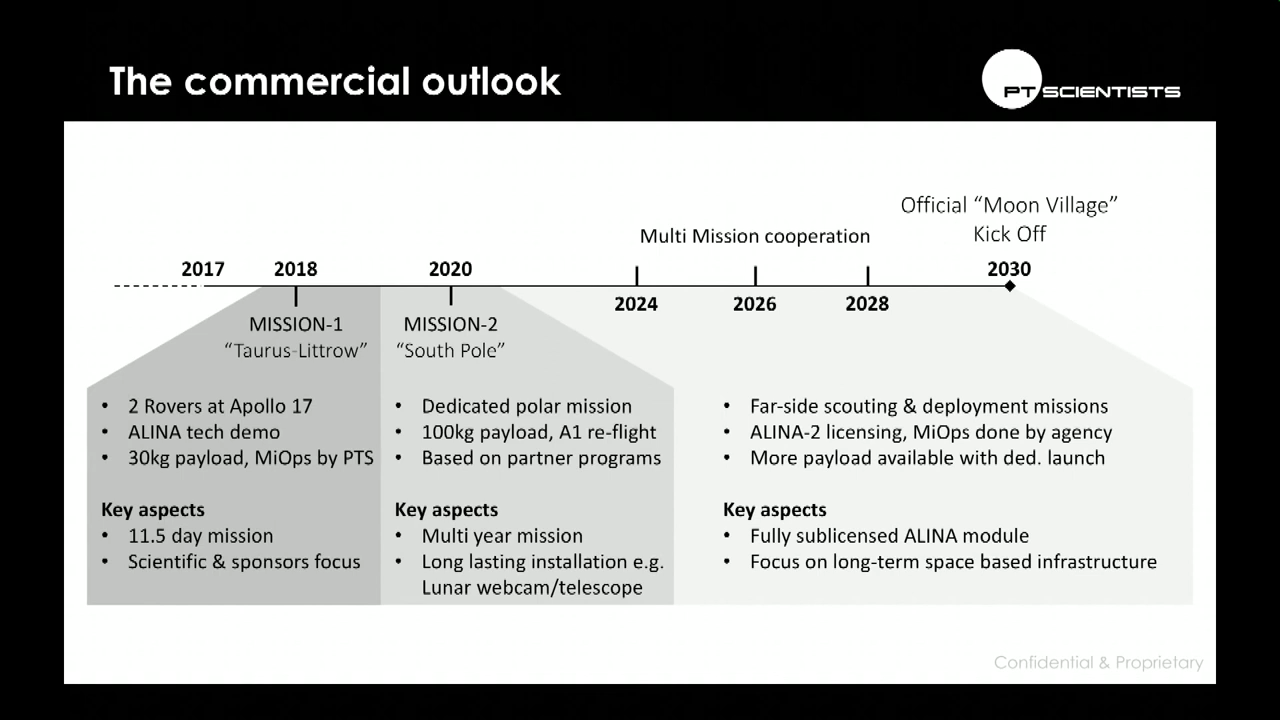 The commercial outlook
PT SCIENTISTS
Official “Moon Village”
Kick Off
Multi Mission cooperation
2017
2018
2020
2030
2024
2026
2028
MISSION-1
“Taurus-Littrow”
MISSION-2
“South Pole”
• 2 Rovers at Apollo 17
• ALINA tech demo
• 30kg payload, MiOps by PTS
Key aspects
• 11.5 day mission
• Scientific & sponsors focus
• Dedicated polar mission
• 100kg payload, A1 re-flight
• Based on partner programs
Key aspects
• Multi year mission
• Long lasting installation e.g.
Lunar webcam/telescope
• Far-side scouting & deployment missions
• ALINA-2 licensing, MiOps done by agency
• More payload available with ded. launch
Key aspects
• Fully sublicensed ALINA module
• Focus on long-term space based infrastructure
Confidential & Proprietary